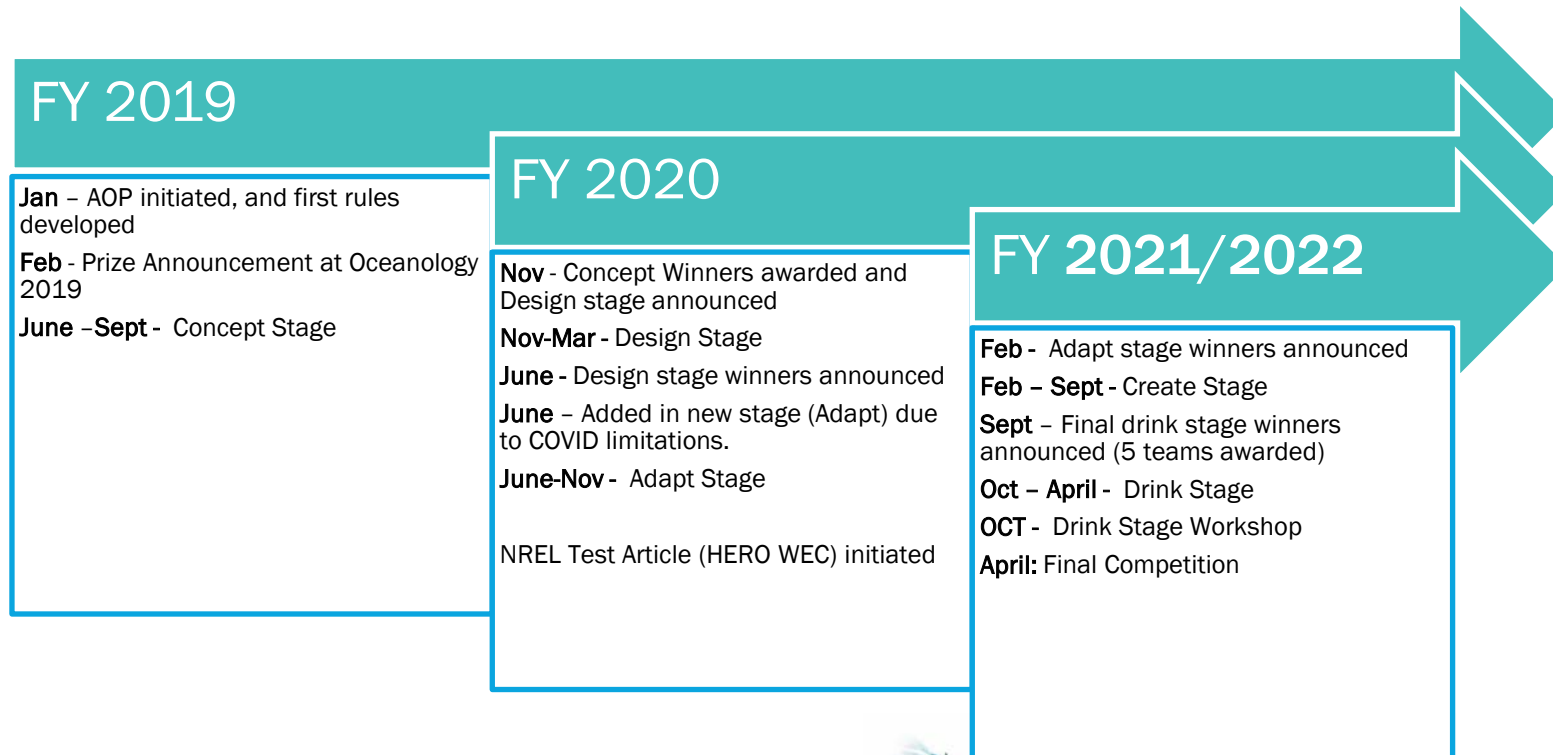 FY 2019
Jan – AOP initiated, and first rules
developed
Feb - Prize Announcement at Oceanology
2019
June –Sept - Concept Stage
FY 2020
Nov - Concept Winners awarded and
Design stage announced
Nov-Mar - Design Stage
June - Design stage winners announced
June – Added in new stage (Adapt) due
to COVID limitations.
June-Nov - Adapt Stage
NREL Test Article (HERO WEC) initiated
FY 2021/2022
Feb - Adapt stage winners announced
Feb – Sept - Create Stage
Sept – Final drink stage winners
announced (5 teams awarded)
Oct – April - Drink Stage
OCT - Drink Stage Workshop
April: Final Competition